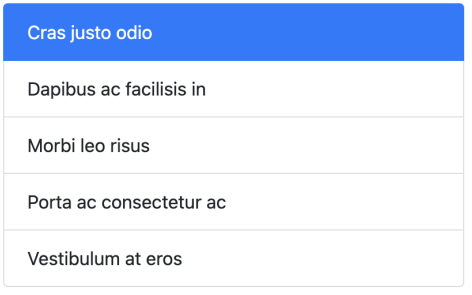 Cras justo odio
Dapibus ac facilisis in
Morbi leo risus
Porta ac consectetur ac
Vestibulum at eros